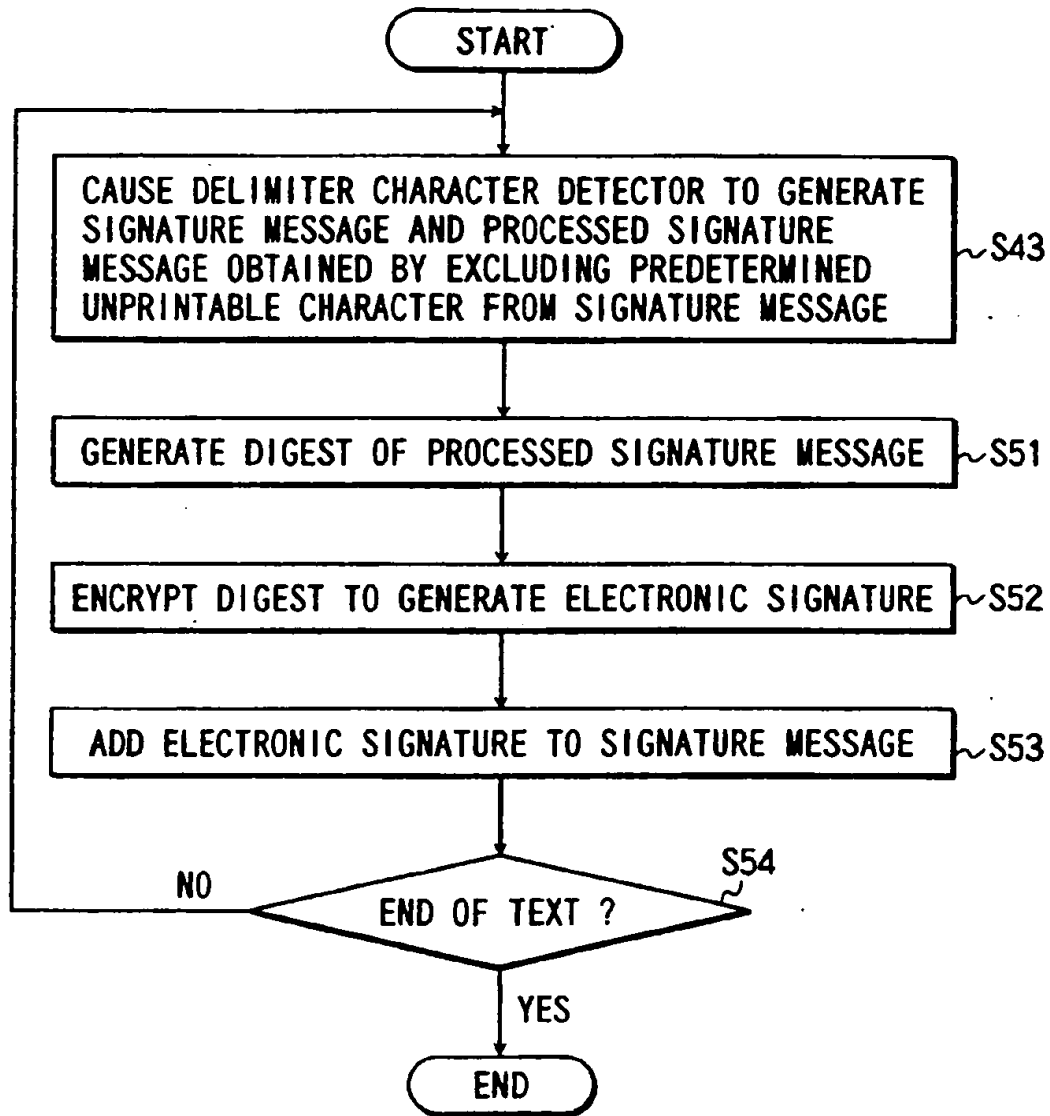 START
CAUSE DELIMITER CHARACTER DETECTOR TO GENERATE
SIGNATURE MESSAGE AND PROCESSED SIGNATURE
MESSAGE OBTAINED BY EXCLUDING PREDETERMINED
UNPRINTABLE CHARACTER FROM SIGNATURE MESSAGE
S43
GENERATE DIGEST OF PROCESSED SIGNATURE MESSAGE
S51
ENCRYPT DIGEST TO GENERATE ELECTRONIC SIGNATURE
S52
ADD ELECTRONIC SIGNATURE TO SIGNATURE MESSAGE
S53
S54
NO
END OF TEXT ?
YES
END